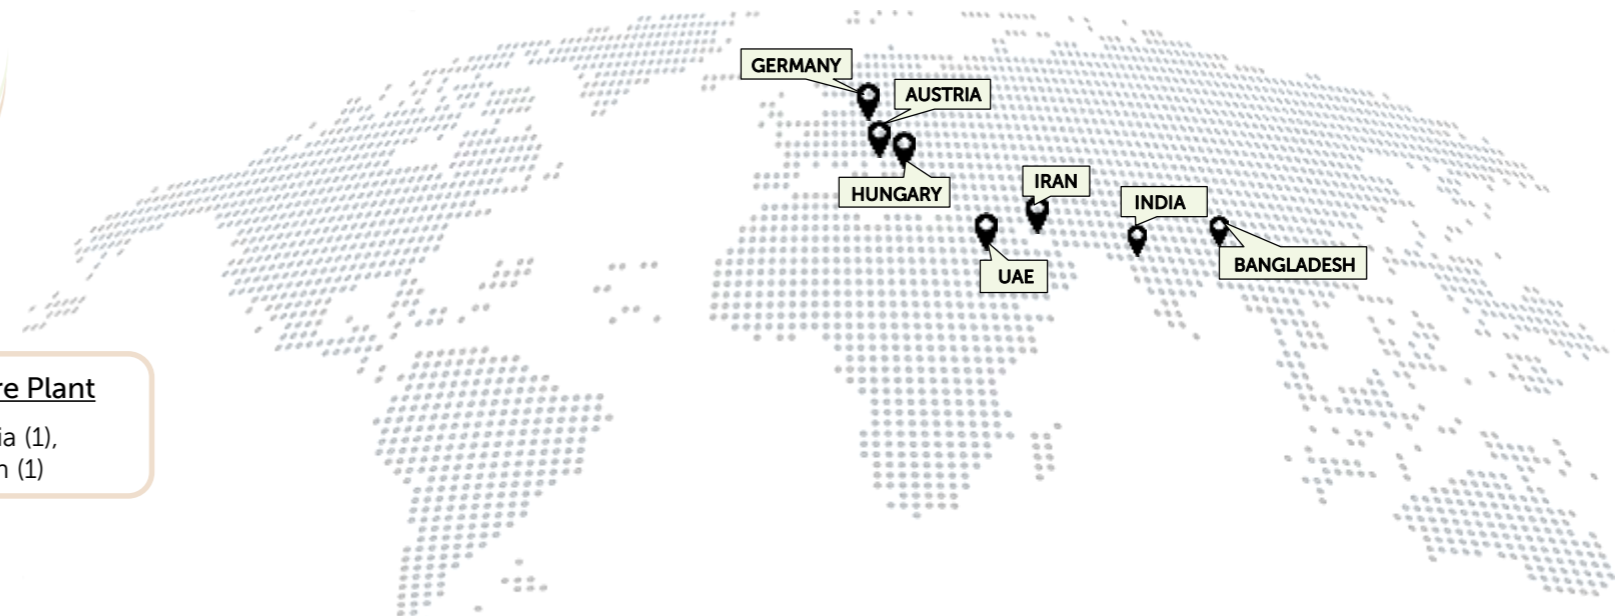 GERMANY
AUSTRIA
HUNGARY
IRAN
INDIA
UAE
BANGLADESH
re Plant
ia (1),
n (1)